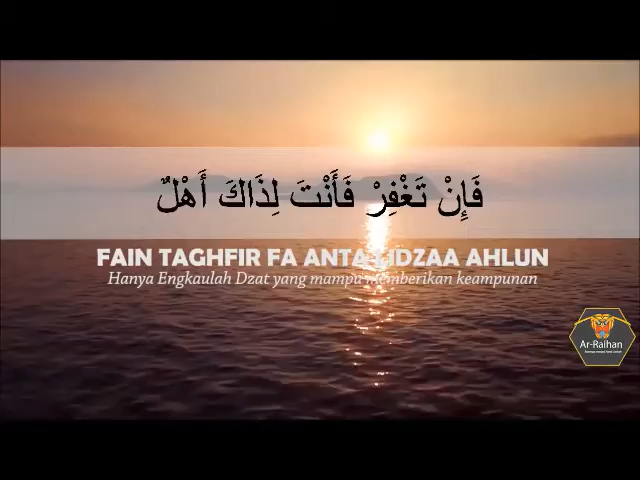 فَإِنْ تَغْفِرْ فَأَنْتَ لِذَاكَ أَهْلٌ
FAIN TAGHFIR FA ANTA LIDZAA AHLUN
Hanya Engkaulah Dzat yang mampu memberikan keampunan
Ar-Raihan